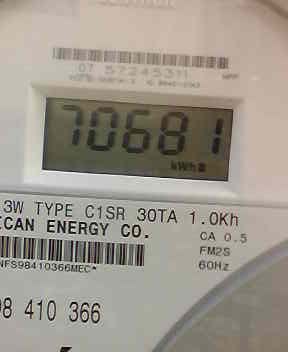 07 57245311
70681
kWh
3W TYPE C1SR 30TA 1.0Kh
ECAN ENERGY CO.
CA 0.5
FM2S
60Hz
NFS98410366MEC*
98 410 366